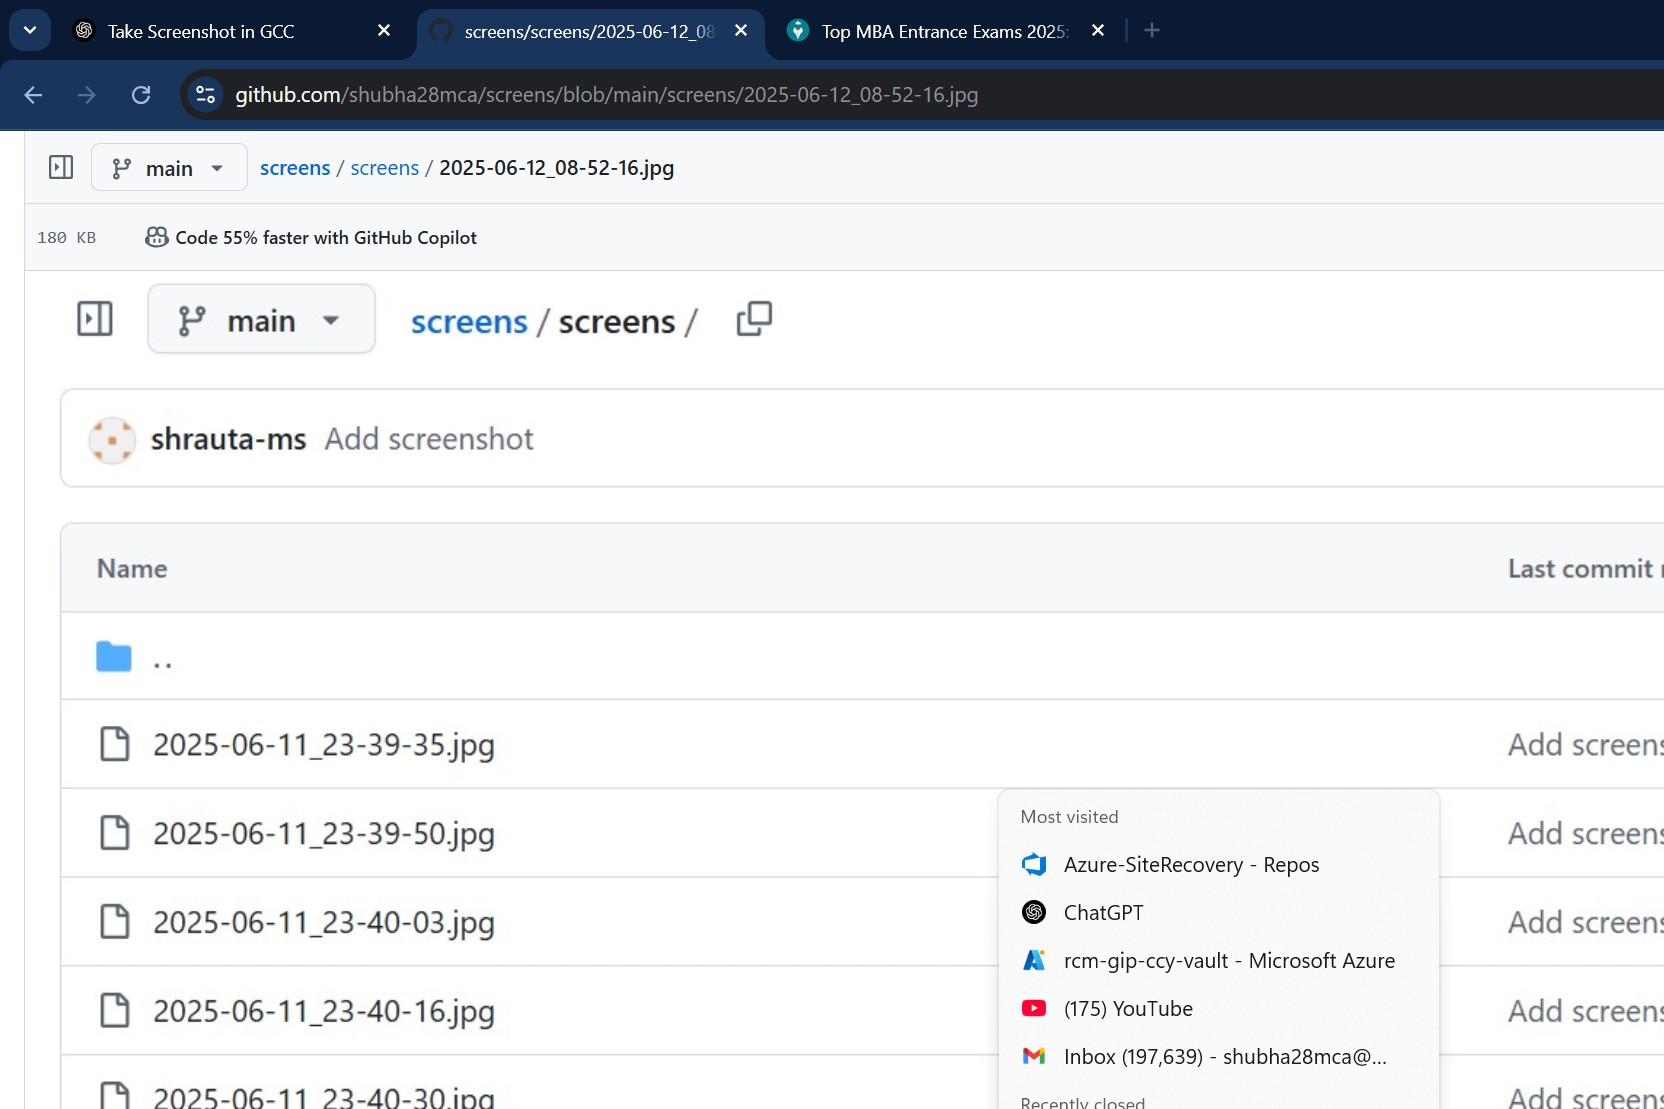 Take Screenshot in GCC
screens/screens/2025-06-12_08
Top MBA Entrance Exams 2025:
github.com/shubha28mca/screens/blob/main/screens/2025-06-12_08-52-16.jpg
main screens / screens / 2025-06-12_08-52-16.jpg
180 KB Code 55% faster with GitHub Copilot
main screens / screens /
shrauta-ms Add screenshot
Name Last commit
..
2025-06-11_23-39-35.jpg Add screens
2025-06-11_23-39-50.jpg Add screens
2025-06-11_23-40-03.jpg Add screens
2025-06-11_23-40-16.jpg Add screens
2025-06-11_23-40-30.jpg Add screens
Most visited
Azure-SiteRecovery - Repos
ChatGPT
rcm-gip-ccy-vault - Microsoft Azure
(175) YouTube
Inbox (197,639) - shubha28mca@...
Recently closed